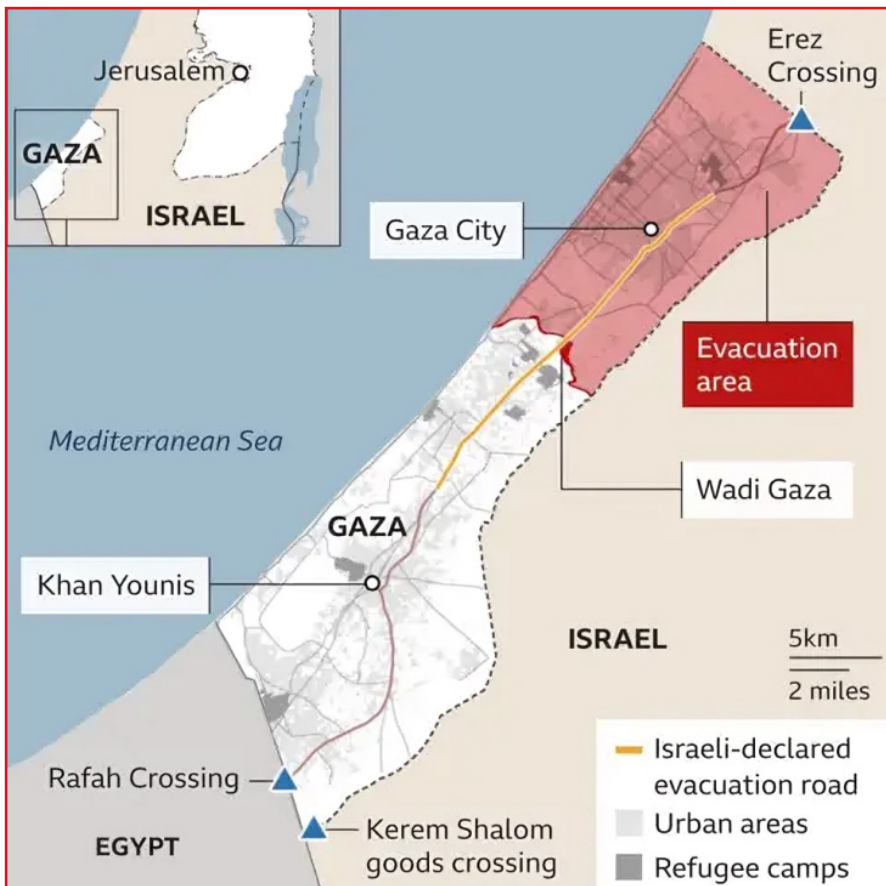 Jerusalem
GAZA
ISRAEL
Erez
Crossing
Gaza City
Evacuation
area
Mediterranean Sea
Wadi Gaza
GAZA
Khan Younis
ISRAEL
5km
2 miles
Rafah Crossing
EGYPT
Kerem Shalom
goods crossing
Israeli-declared
evacuation road
Urban areas
Refugee camps